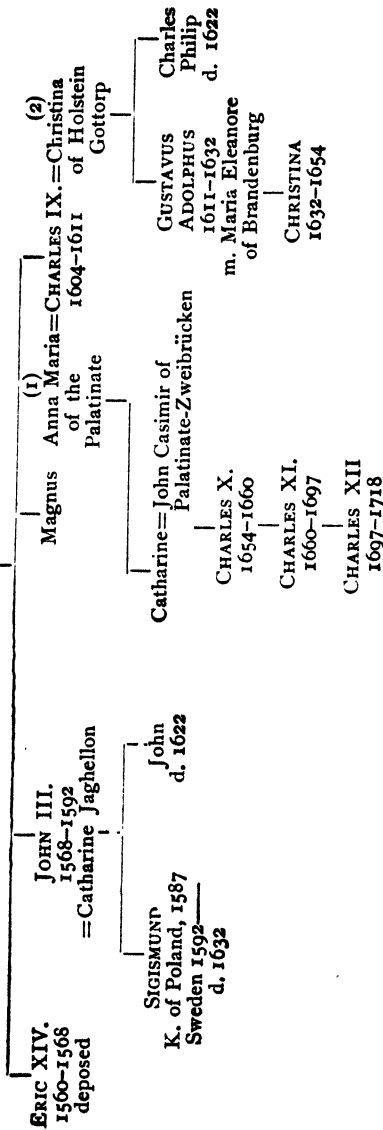 ERIC XIV.
1560–1568
deposed
JOHN III.
1568–1592
=Catharine Jaghellon
SIGISMUND
K. of Poland, 1587
Sweden 1592—
d. 1632
John
d. 1622
Magnus
(1)
Anna Maria=CHARLES IX.=Christina
of the
Palatinate
1604–1611
(2)
of Holstein
Gottorp
Catharine=John Casimir of
Palatinate-Zweibrücken
CHARLES X.
1654–1660
CHARLES XI.
1660–1697
CHARLES XII
1697–1718
GUSTAVUS
ADOLPHUS
1611–1632
m. Maria Eleanore
of Brandenburg
CHRISTINA
1632–1654
Charles
Philip
d. 1622